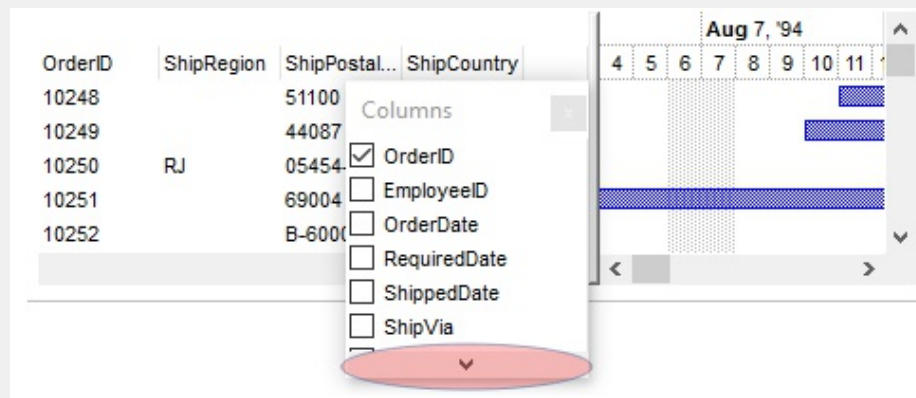 Aug 7, '94
OrderID ShipRegion ShipPostal... ShipCountry 4 5 6 7 8 9 10 11
10248 51100
10249 44087
10250 RJ 05454-
10251 69004
10252 B-6000
Columns
x
OrderID
EmployeeID
OrderDate
RequiredDate
ShippedDate
ShipVia